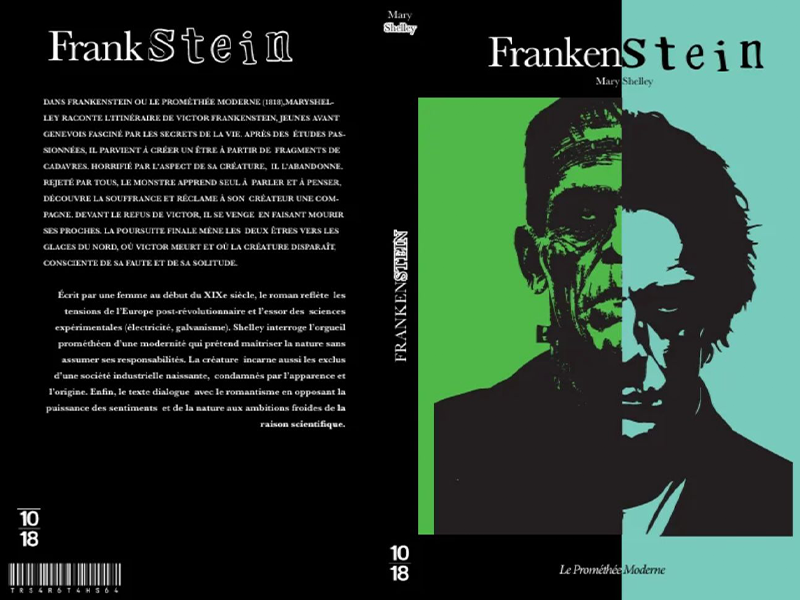 FrankStein
DANS FRANKENSTEIN OU LE PROMÉTHÉE MODERNE (1818),MARYSHEL-
LEY RACONTE L'ITINÉRAIRE DE VICTOR FRANKENSTEIN, JEUNES AVANT
GENEVOIS FASCINÉ PAR LES SECRETS DE LA VIE. APRÈS DES ÉTUDES PAS-
SIONNÉES, IL PARVIENT À CRÉER UN ÊTRE À PARTIR DE FRAGMENTS DE
CADAVRES. HORRIFIÉ PAR L'ASPECT DE SA CRÉATURE, IL L'ABANDONNE.
REJETÉ PAR TOUS, LE MONSTRE APPREND SEUL À PARLER ET À PENSER,
DÉCOUVRE LA SOUFFRANCE ET RÉCLAME À SON CRÉATEUR UNE COM-
PAGNE. DEVANT LE REFUS DE VICTOR, IL SE VENGE EN FAISANT MOURIR
SES PROCHES. LA POURSUITE FINALE MÈNE LES DEUX ÊTRES VERS LES
GLACES DU NORD, OÙ VICTOR MEURT ET OÙ LA CRÉATURE DISPARAÎT,
CONSCIENTE DE SA FAUTE ET DE SA SOLITUDE.
Écrit par une femme au début du XIXe siècle, le roman reflète les
tensions de l'Europe post-révolutionnaire et l'essor des sciences
expérimentales (électricité, galvanisme). Shelley interroge l'orgueil
prométhéen d'une modernité qui prétend maîtriser la nature sans
assumer ses responsabilités. La créature incarne aussi les exclus
d'une société industrielle naissante, condamnés par l'apparence et
l'origine. Enfin, le texte dialogue avec le romantisme en opposant la
puissance des sentiments et de la nature aux ambitions froides de la
raison scientifique.
10
18
TR54R6T4HS64
Mary
Shelley
FRANKENSTEIN
10
18
FrankenStein
Mary Shelley
Le Prométhée Moderne